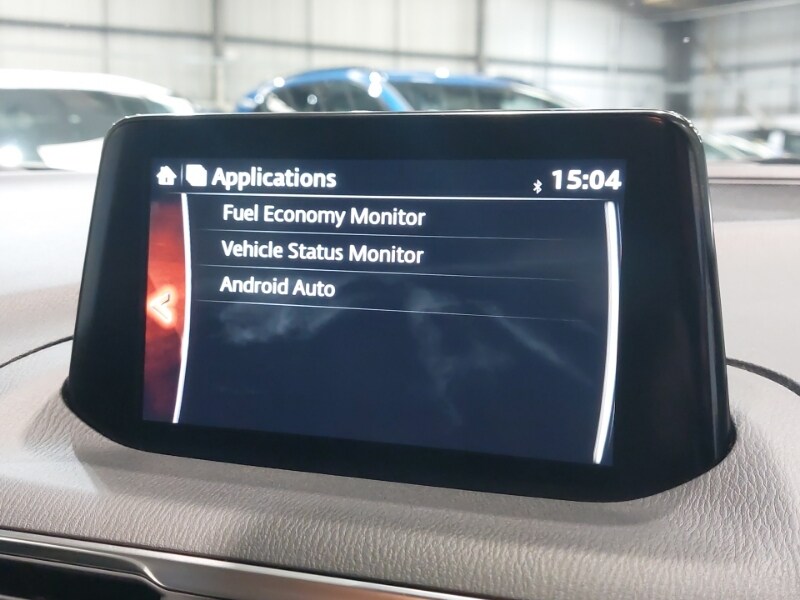 Applications
15:04
Fuel Economy Monitor
Vehicle Status Monitor
Android Auto